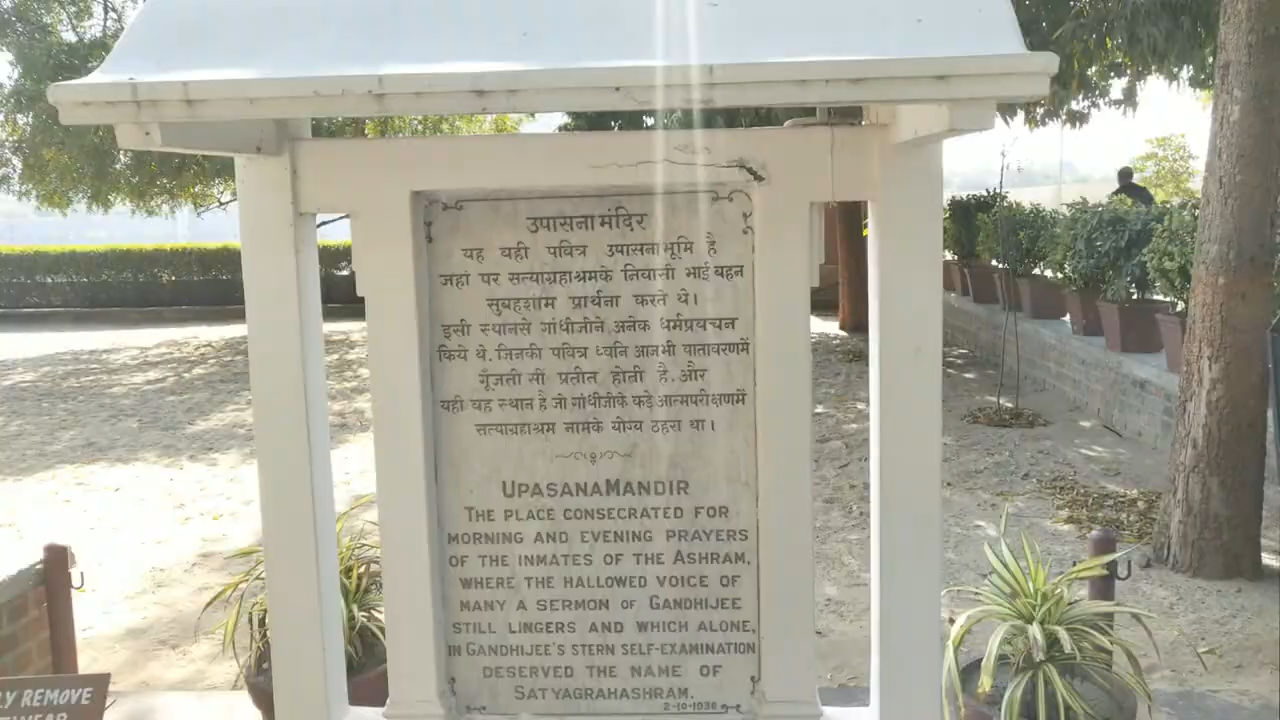 उपासना मंदिर
यह वही पवित्र उपासना भूमि है
जहां पर सत्याग्रहाश्रमके निवासी भाई बहन
सुबहशाम प्रार्थना करते थे।
इसी स्थानसे गांधीजीने अनेक धर्मप्रवचन
किये थे. जिनकी पवित्र ध्वनि आजभी वातावरणमें
गूँजती सी प्रतीत होती है. और
यही वह स्थान है जो गांधीजीके कडे आत्मपरीक्षणमें
सत्याग्रहाश्रम नामके योग्य ठहरा था।
UPASANA MANDIR
THE PLACE CONSECRATED FOR
MORNING AND EVENING PRAYERS
OF THE INMATES OF THE ASHRAM,
WHERE THE HALLOWED VOICE OF
MANY A SERMON OF GANDHIJEE
STILL LINGERS AND WHICH ALONE,
IN GANDHIJEE'S STERN SELF-EXAMINATION
DESERVED THE NAME OF
SATYAGRAHASHRAM.
2-10-1936
REMOVE